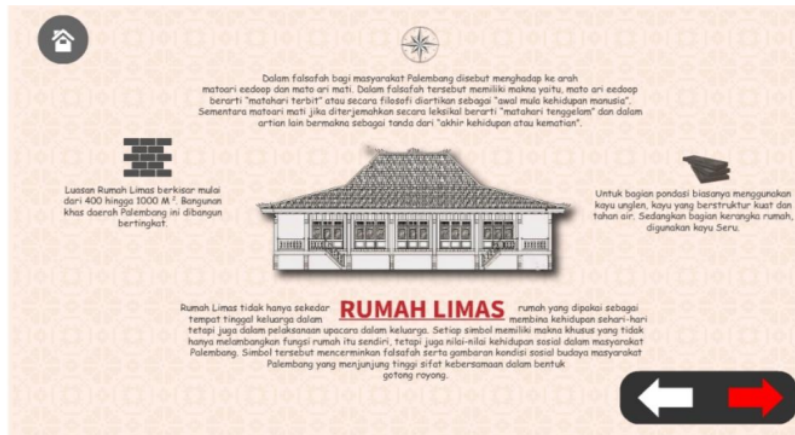 Dalam falsafah bagi masyarakat Palembang disebut menghadap ke arah
matoari eedoop dan mato ari mati. Dalam falsafah tersebut memiliki makna yaitu, mato ari eedoop
berarti "matahari terbit" atau secara filosofi diartikan sebagai "awal mula kehidupan manusia".
Sementara matoari mati jika diterjemahkan secara leksikal berarti "matahari tenggelam" dan dalam
artian lain bermakna sebagai tanda dari "akhir kehidupan atau kematian".
Luasan Rumah Limas berkisar mulai
dari 400 hingga 1000 M ². Bangunan
khas daerah Palembang ini dibangun
bertingkat.
Untuk bagian pondasi biasanya menggunakan
kayu unglen, kayu yang berstruktur kuat dan
tahan air. Sedangkan bagian kerangka rumah,
digunakan kayu Seru.
Rumah Limas tidak hanya sekedar RUMAH LIMAS rumah yang dipakai sebagai
tempat tinggal keluarga dalam membina kehidupan sehari-hari
tetapi juga dalam pelaksanaan upacara dalam keluarga. Setiap simbol memiliki makna khusus yang tidak
hanya melambangkan fungsi rumah itu sendiri, tetapi juga nilai-nilai kehidupan sosial dalam masyarakat
Palembang. Simbol tersebut mencerminkan falsafah serta gambaran kondisi sosial budaya masyarakat
Palembang yang menjunjung tinggi sifat kebersamaan dalam bentuk
gotong royong.